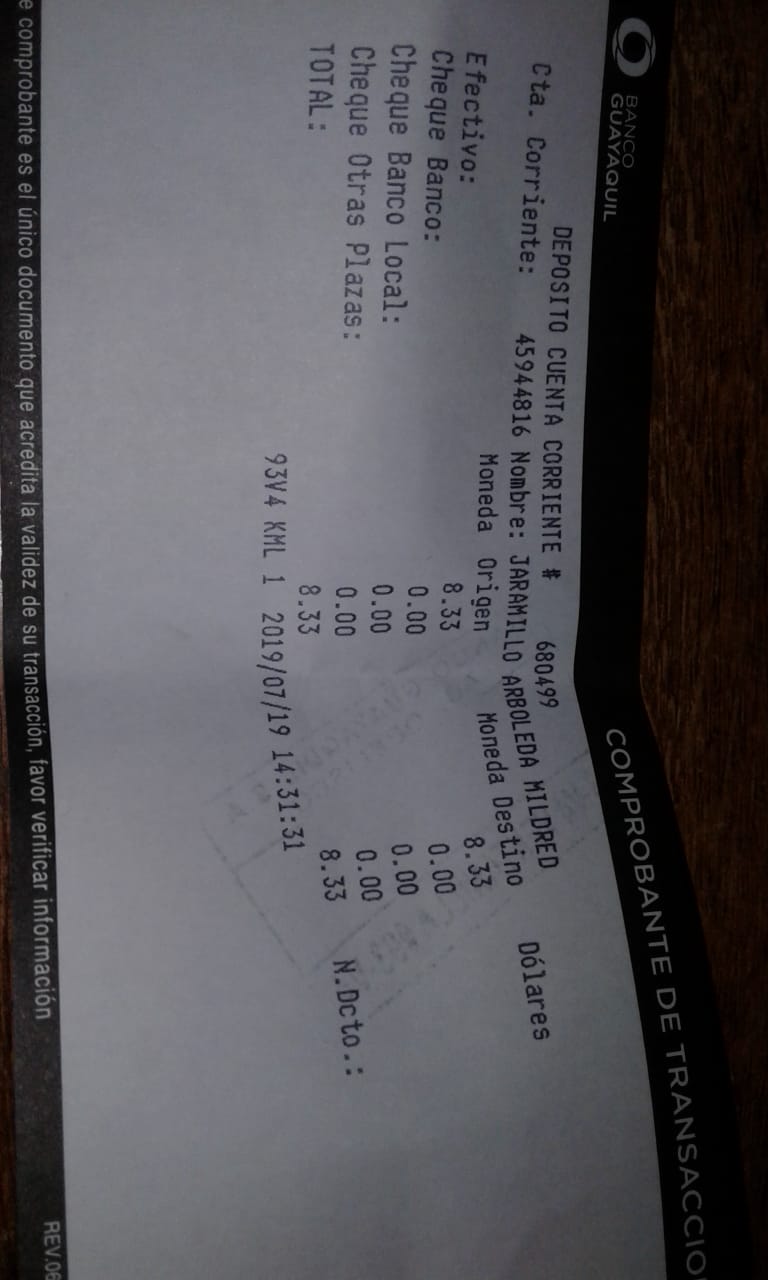 BANCO
GUAYAQUIL
COMPROBANTE DE TRANSACCIO
DEPOSITO CUENTA CORRIENTE # 680499
Cta. Corriente: 45944816 Nombre: JARAMILLO ARBOLEDA MILDRED Dólares
Moneda Origen Moneda Destino
Efectivo: 8.33 8.33
Cheque Banco: 0.00 0.00
Cheque Banco Local: 0.00 0.00
Cheque Otras Plazas: 0.00 0.00
TOTAL: 8.33 8.33 N.Dcto.:
93V4 KML 1 2019/07/19 14:31:31
e comprobante es el único documento que acredita la validez de su transacción, favor verificar información
REV.06